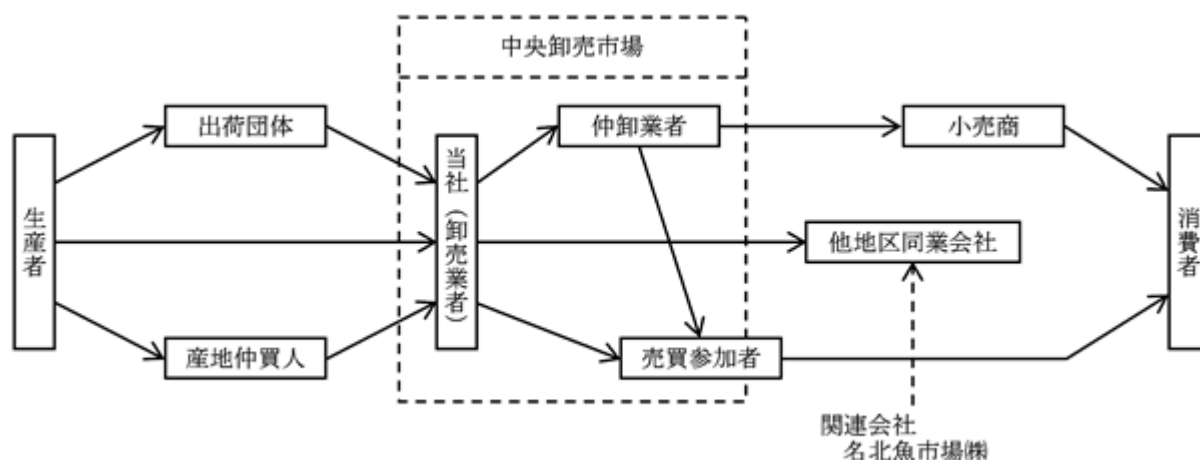 中央卸売市場
出荷団体
仲卸業者
小売商
生産者
当社（卸売業者）
他地区同業会社
消費者
産地仲買人
売買参加者
関連会社
名北魚市場㈱